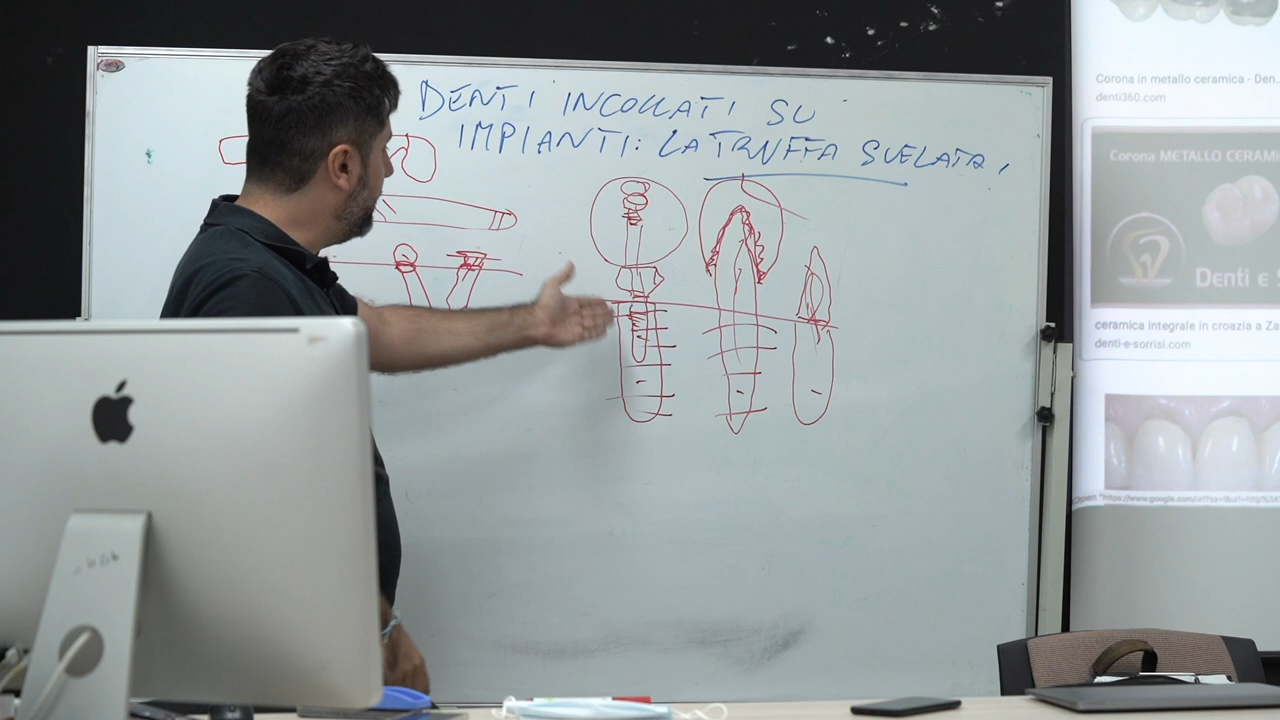 DENTI INCOLLATI SU
IMPIANTI: LA TRUFFA SVELATA.
Corona in metallo ceramica - Den..
denti360.com
Corona METALLO CERAMI
Denti e
ceramica integrale in croazia a Za
denti-e-sorrisi.com